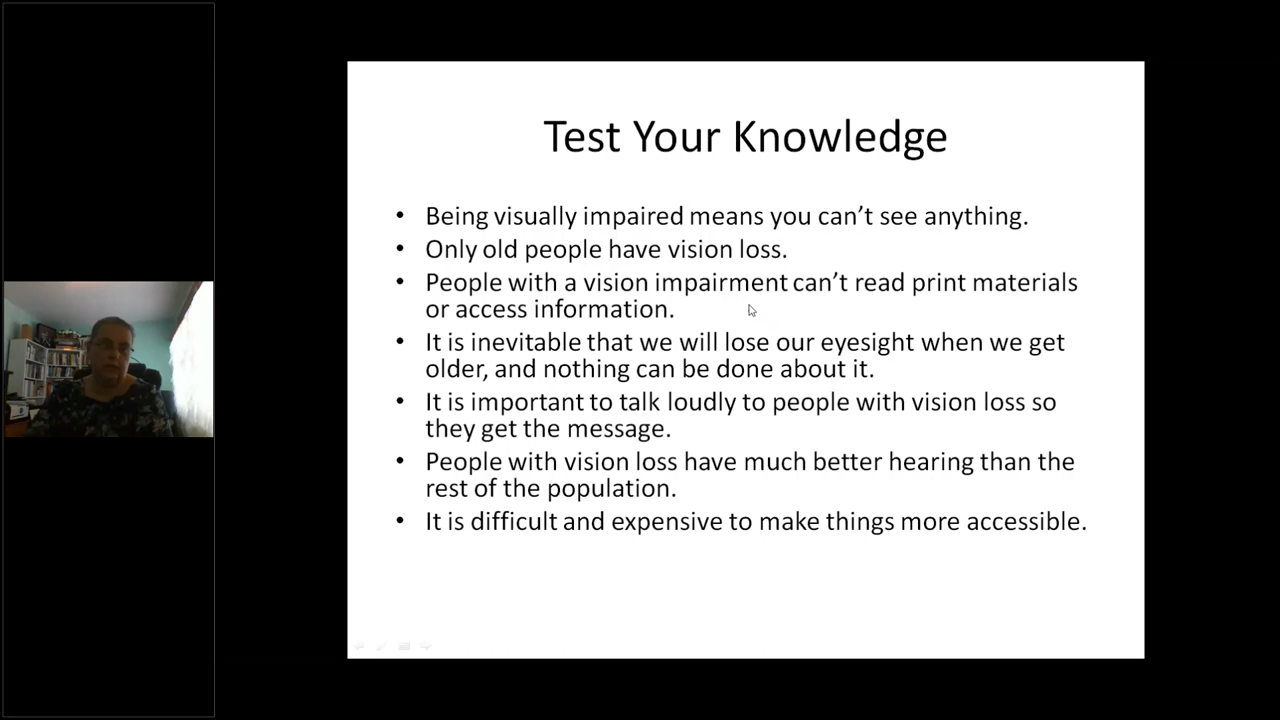 Test Your Knowledge
• Being visually impaired means you can’t see anything.
• Only old people have vision loss.
• People with a vision impairment can’t read print materials
or access information.
• It is inevitable that we will lose our eyesight when we get
older, and nothing can be done about it.
• It is important to talk loudly to people with vision loss so
they get the message.
• People with vision loss have much better hearing than the
rest of the population.
• It is difficult and expensive to make things more accessible.